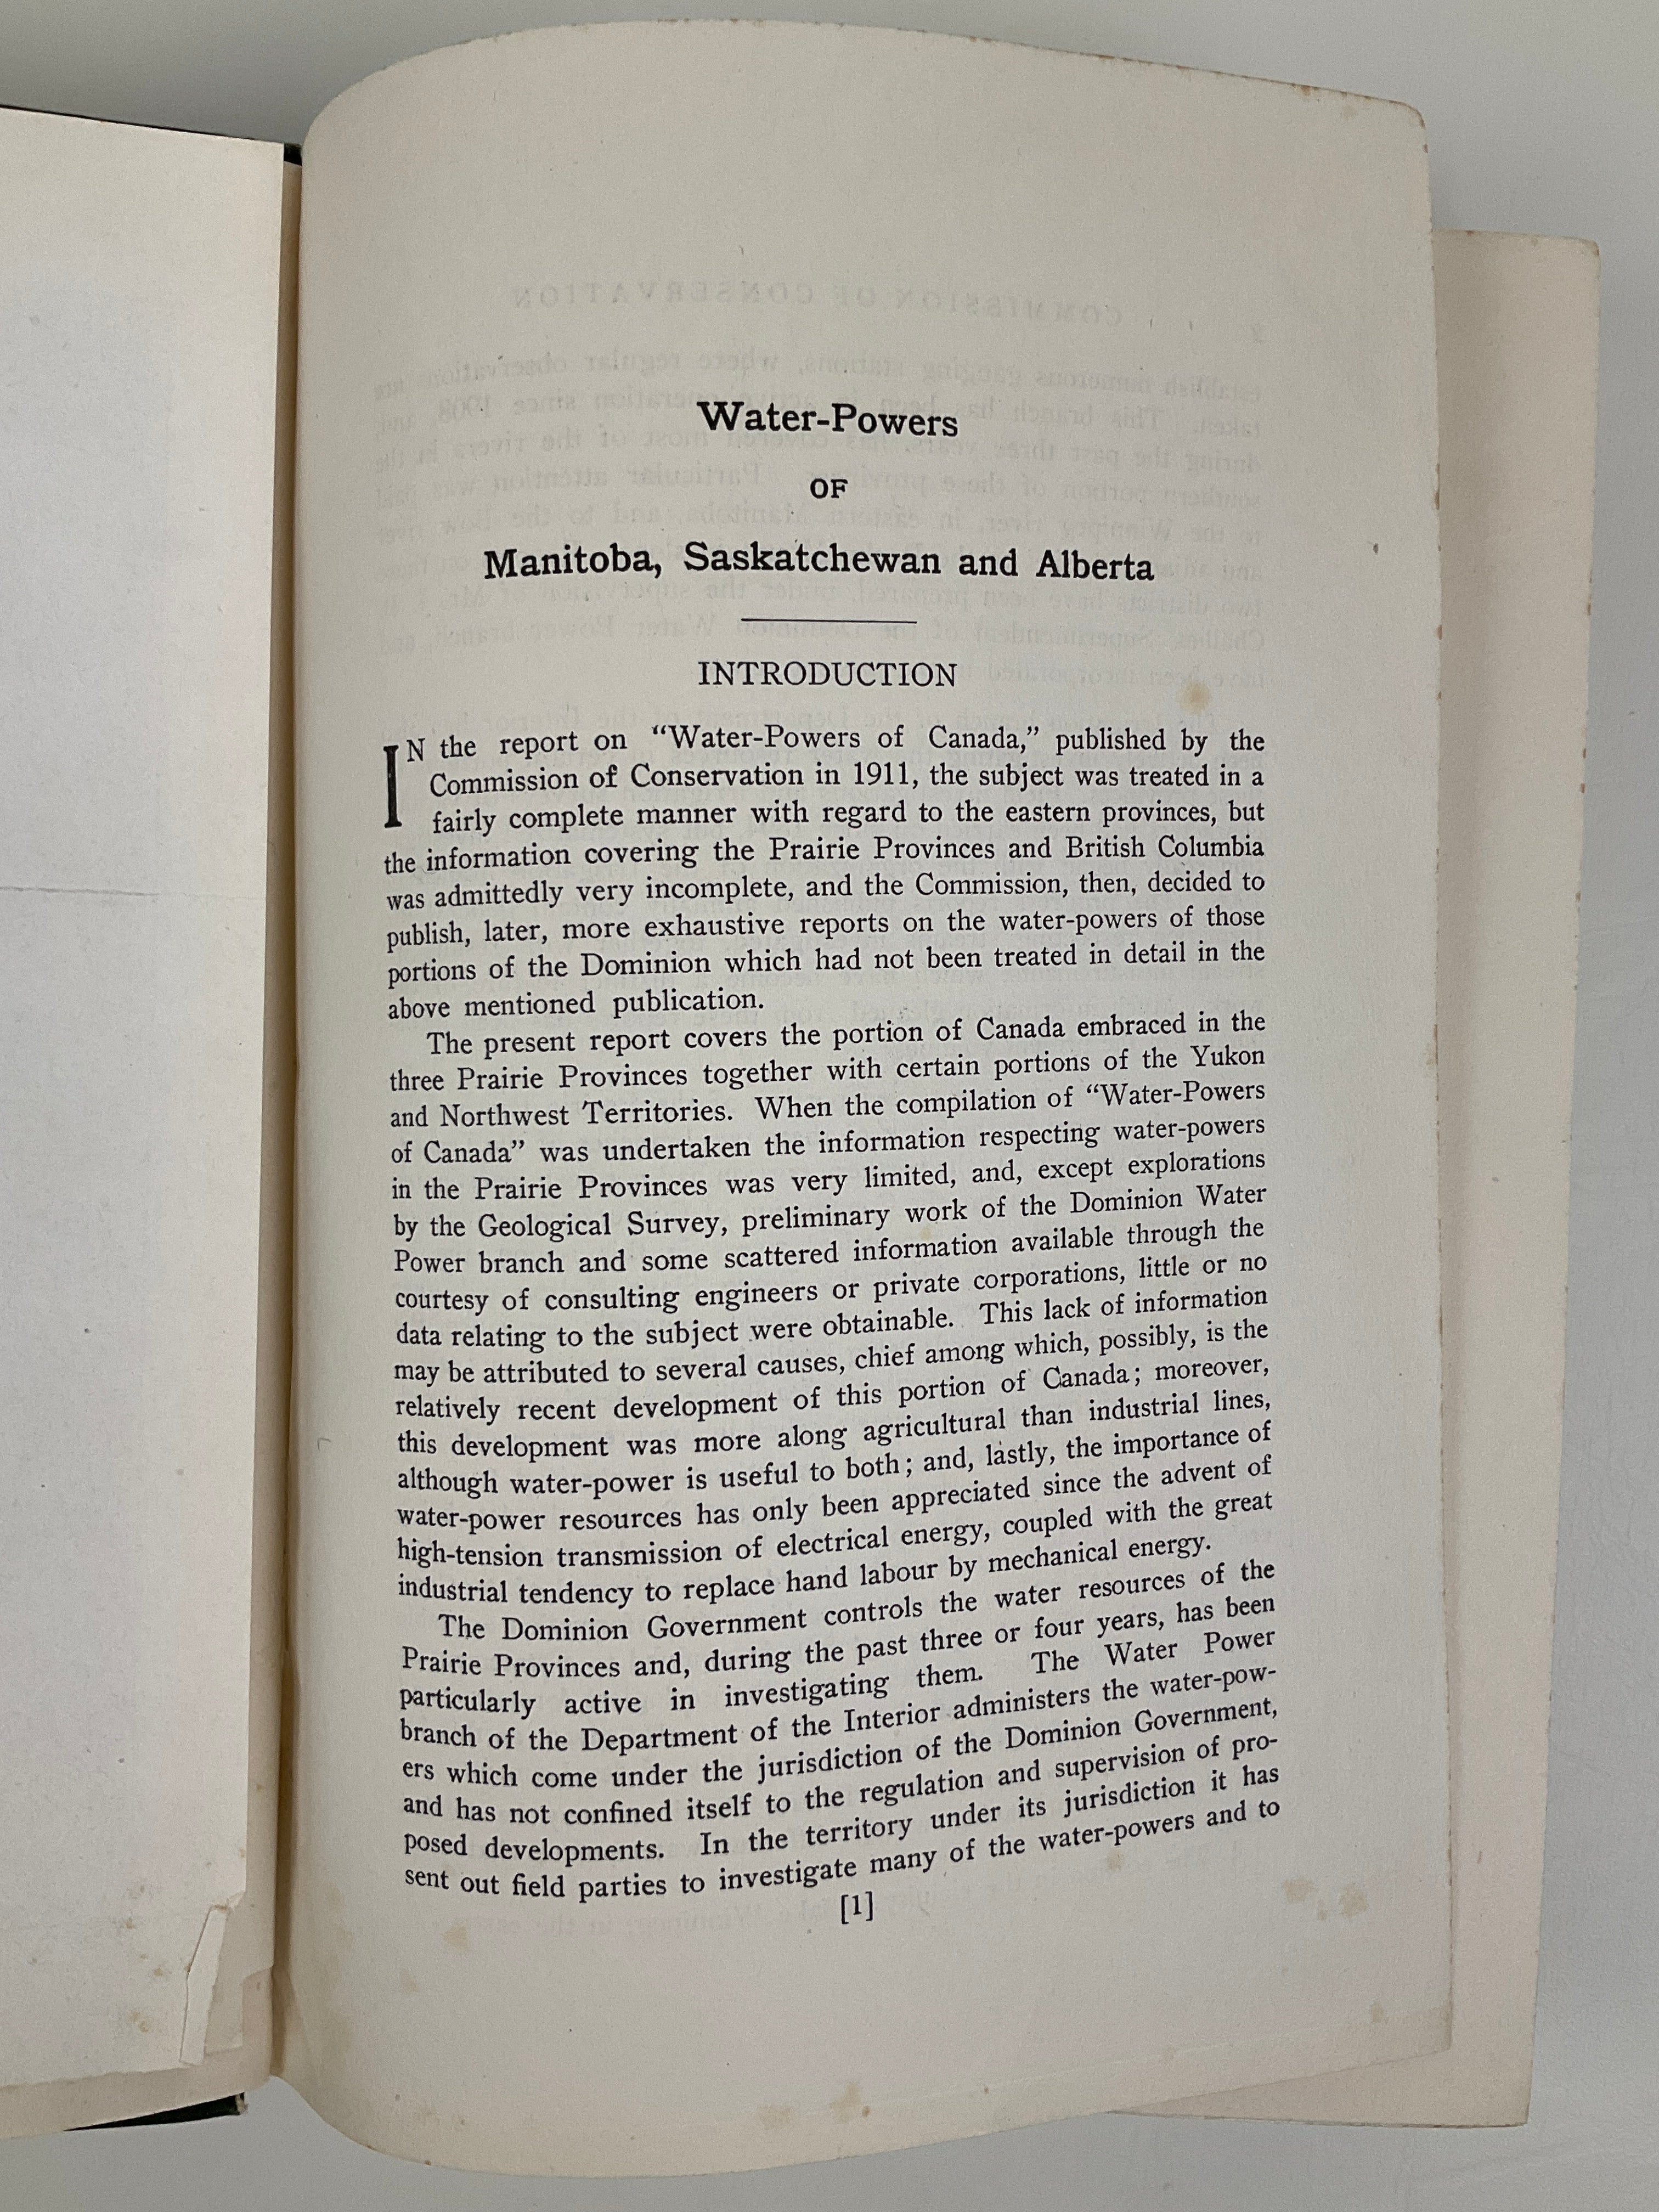 Water-Powers
OF
Manitoba, Saskatchewan and Alberta
INTRODUCTION
IN the report on "Water-Powers of Canada," published by the
Commission of Conservation in 1911, the subject was treated in a
fairly complete manner with regard to the eastern provinces, but
the information covering the Prairie Provinces and British Columbia
was admittedly very incomplete, and the Commission, then, decided to
publish, later, more exhaustive reports on the water-powers of those
portions of the Dominion which had not been treated in detail in the
above mentioned publication.
The present report covers the portion of Canada embraced in the
three Prairie Provinces together with certain portions of the Yukon
and Northwest Territories. When the compilation of "Water-Powers
of Canada" was undertaken the information respecting water-powers
in the Prairie Provinces was very limited, and, except explorations
by the Geological Survey, preliminary work of the Dominion Water
Power branch and some scattered information available through the
courtesy of consulting engineers or private corporations, little or no
data relating to the subject were obtainable. This lack of information
may be attributed to several causes, chief among which, possibly, is the
relatively recent development of this portion of Canada; moreover,
this development was more along agricultural than industrial lines,
although water-power is useful to both; and, lastly, the importance of
water-power resources has only been appreciated since the advent of
high-tension transmission of electrical energy, coupled with the great
industrial tendency to replace hand labour by mechanical energy.
The Dominion Government controls the water resources of the
Prairie Provinces and, during the past three or four years, has been
particularly active in investigating them. The Water Power
branch of the Department of the Interior administers the water-pow-
ers which come under the jurisdiction of the Dominion Government,
and has not confined itself to the regulation and supervision of pro-
posed developments. In the territory under its jurisdiction it has
sent out field parties to investigate many of the water-powers and to
[1]